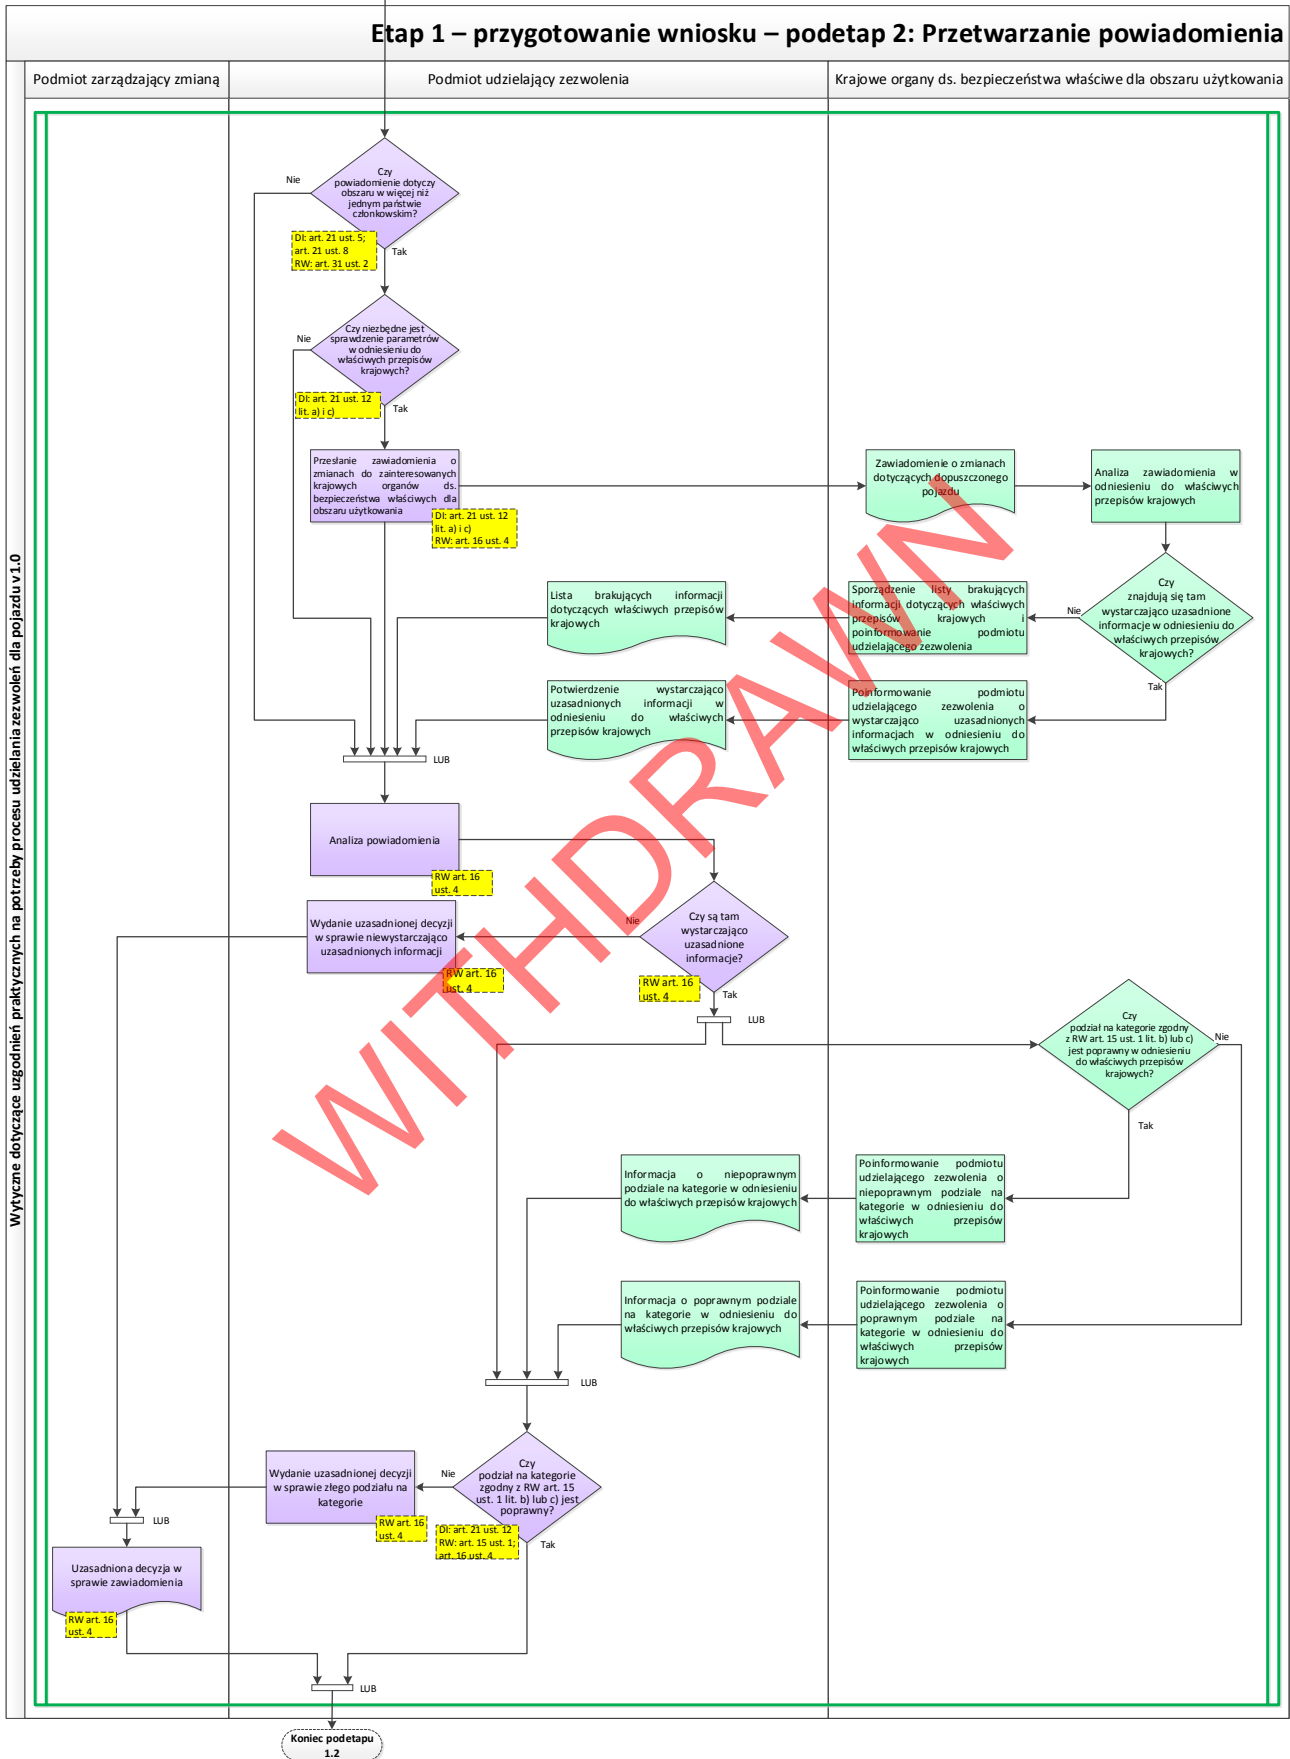 Etap 1 – przygotowanie wniosku – podetap 2: Przetwarzanie powiadomienia
Podmiot zarządzający zmianą
Podmiot udzielający zezwolenia
Krajowe organy ds. bezpieczeństwa właściwe dla obszaru użytkowania
Wytyczne dotyczące uzgodnień praktycznych na potrzeby procesu udzielania zezwoleń dla pojazdu v1.0
Czy
powiadomienie dotyczy
obszaru w więcej niż
jednym państwie
członkowskim?
Nie
DI: art. 21 ust. 5;
art. 21 ust. 8
RW: art. 31 ust. 2
Tak
Czy niezbędne jest
sprawdzenie parametrów
w odniesieniu do
właściwych przepisów
krajowych?
Nie
DI: art. 21 ust. 12
lit. a) i c)
Tak
Przesłanie zawiadomienia o
zmianach do zainteresowanych
krajowych organów ds.
bezpieczeństwa właściwych dla
obszaru użytkowania
DI: art. 21 ust. 12
lit. a) i c)
RW: art. 16 ust. 4
Zawiadomienie o zmianach
dotyczących dopuszczonego
pojazdu
Analiza zawiadomienia w
odniesieniu do właściwych
przepisów krajowych
Czy
znajdują się tam
wystarczająco uzasadnione
informacje w odniesieniu do
właściwych przepisów
krajowych?
Nie
Tak
Sporządzenie listy brakujących
informacji dotyczących właściwych
przepisów krajowych i
poinformowanie podmiotu
udzielającego zezwolenia
Lista brakujących informacji
dotyczących właściwych przepisów
krajowych
Poinformowanie podmiotu
udzielającego zezwolenia o
wystarczająco uzasadnionych
informacjach w odniesieniu do
właściwych przepisów krajowych
Potwierdzenie wystarczająco
uzasadnionych informacji w
odniesieniu do właściwych
przepisów krajowych
LUB
Analiza powiadomienia
RW art. 16
ust. 4
Czy są tam
wystarczająco
uzasadnione
informacje?
Nie
RW art. 16
ust. 4
Tak
Wydanie uzasadnionej decyzji
w sprawie niewystarczająco
uzasadnionych informacji
RW art. 16
ust. 4
LUB
Czy
podział na kategorie zgodny
z RW art. 15 ust. 1 lit. b) lub c)
jest poprawny w odniesieniu
do właściwych przepisów
krajowych?
Nie
Tak
Poinformowanie podmiotu
udzielającego zezwolenia o
niepoprawnym podziale na
kategorie w odniesieniu do
właściwych przepisów
krajowych
Informacja o niepoprawnym
podziale na kategorie w odniesieniu
do właściwych przepisów krajowych
Poinformowanie podmiotu
udzielającego zezwolenia o
poprawnym podziale na
kategorie w odniesieniu do
właściwych przepisów
krajowych
Informacja o poprawnym podziale
na kategorie w odniesieniu do
właściwych przepisów krajowych
LUB
Czy
podział na kategorie
zgodny z RW art. 15
ust. 1 lit. b) lub c) jest
poprawny?
Nie
DI: art. 21 ust. 12
RW: art. 15 ust. 1;
art. 16 ust. 4
Tak
Wydanie uzasadnionej decyzji
w sprawie złego podziału na
kategorie
RW art. 16
ust. 4
LUB
Uzasadniona decyzja w
sprawie zawiadomienia
RW art. 16
ust. 4
LUB
Koniec podetapu
1.2
WITHDRAWN